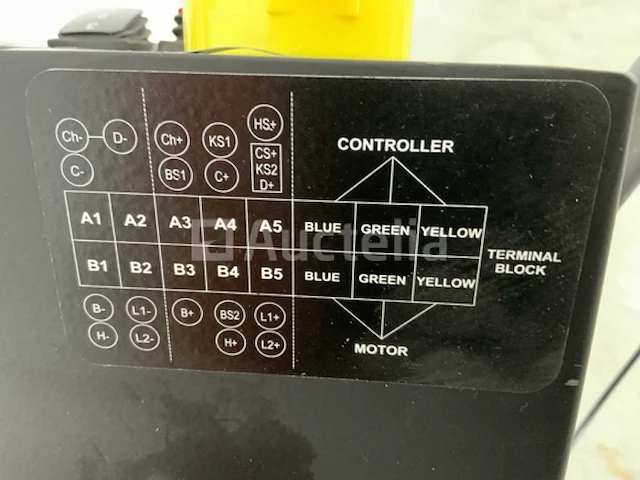 HS+
Ch- D- Ch+ KS1 CS+
KS2
D+
C- BS1 C+
CONTROLLER
A1 A2 A3 A4 A5 BLUE GREEN YELLOW
B1 B2 B3 B4 B5 BLUE GREEN YELLOW
TERMINAL
BLOCK
B- L1- B+ BS2 L1+
H- L2- H+ L2+
MOTOR
Auctelia